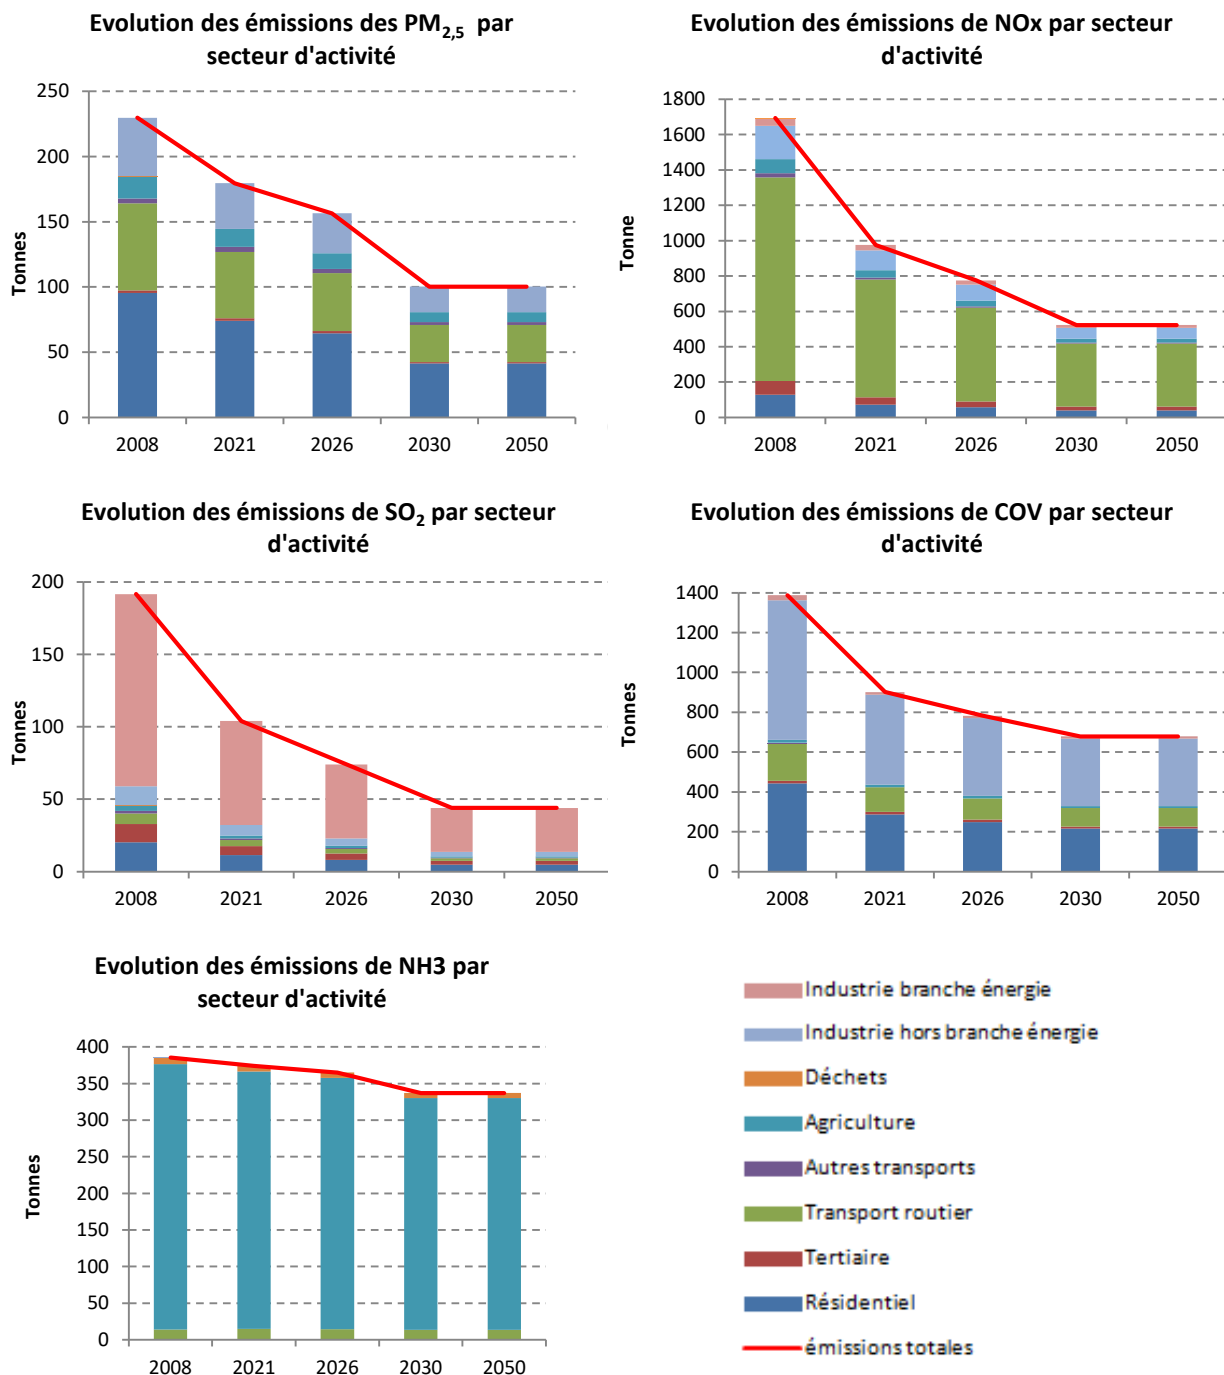 Evolution des émissions des PM2,5 par
secteur d'activité
Tonnes
250
200
150
100
50
0
2008 2021 2026 2030 2050
Evolution des émissions de NOx par secteur
d'activité
Tonne
1800
1600
1400
1200
1000
800
600
400
200
0
2008 2021 2026 2030 2050
Evolution des émissions de SO2 par secteur
d'activité
Tonnes
200
150
100
50
0
2008 2021 2026 2030 2050
Evolution des émissions de COV par secteur
d'activité
Tonnes
1400
1200
1000
800
600
400
200
0
2008 2021 2026 2030 2050
Evolution des émissions de NH3 par
secteur d'activité
Tonnes
400
350
300
250
200
150
100
50
0
2008 2021 2026 2030 2050
Industrie branche énergie
Industrie hors branche énergie
Déchets
Agriculture
Autres transports
Transport routier
Tertiaire
Résidentiel
émissions totales